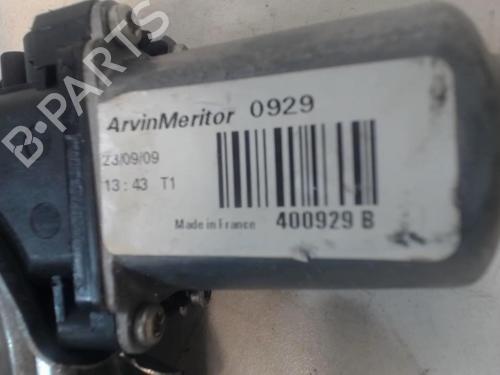 ArvinMeritor 0929
23/09/09
13:43 T1
Made in France 400929 B
B-PARTS